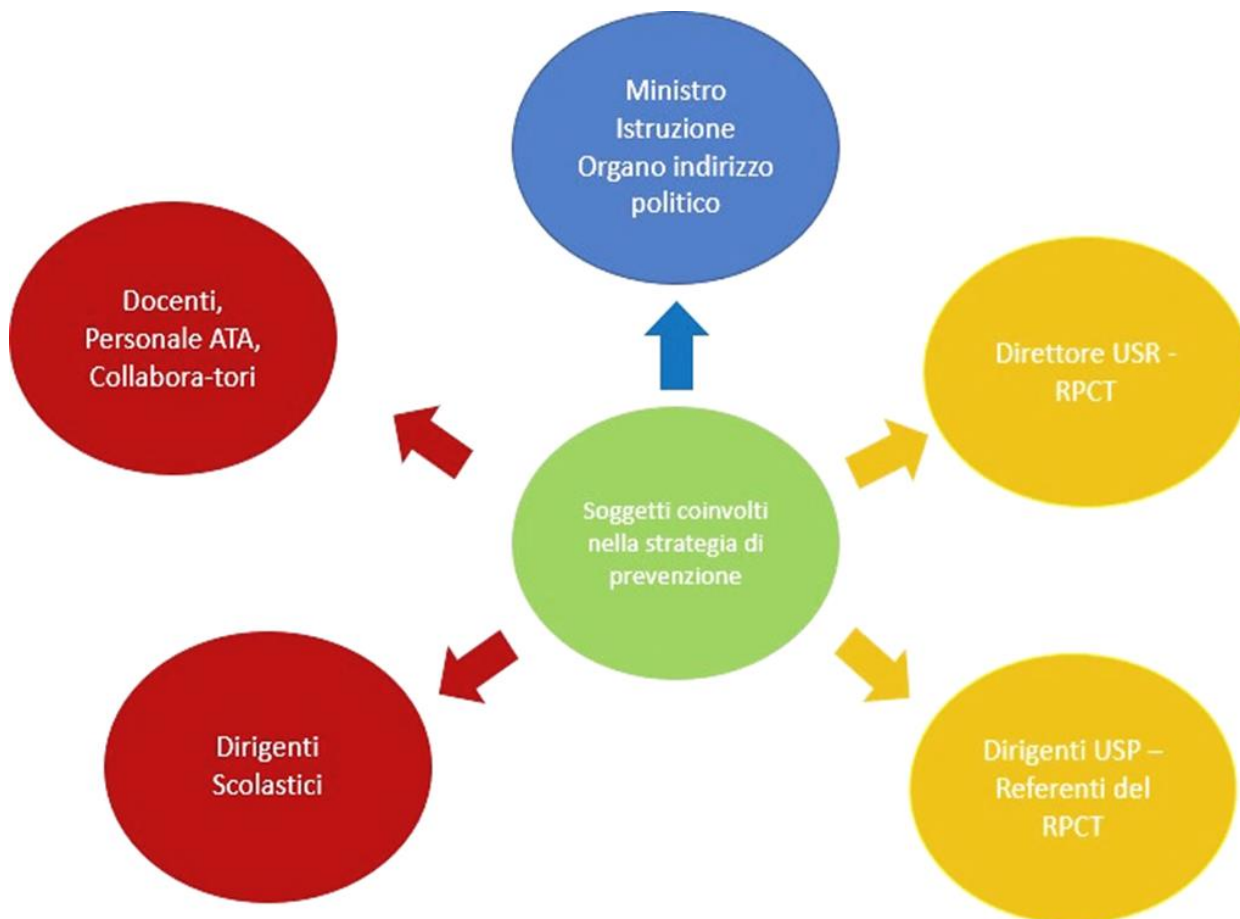 Ministro
Istruzione
Organo indirizzo
politico
Docenti,
Personale ATA,
Collabora-tori
Direttore USR -
RPCT
Soggetti coinvolti
nella strategia di
prevenzione
Dirigenti
Scolastici
Dirigenti USP –
Referenti del
RPCT